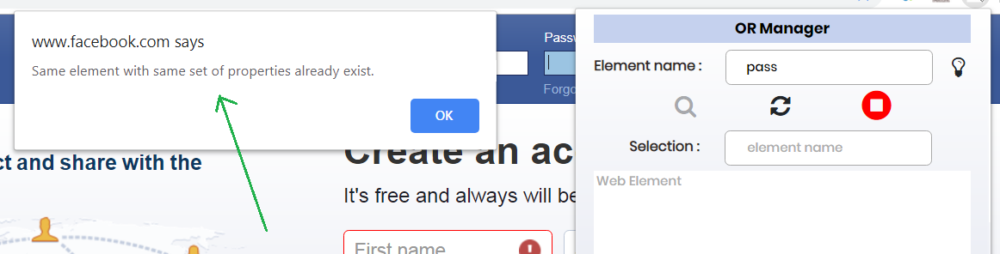 www.facebook.com says
Same element with same set of properties already exist.
OK
Passw
Forgo
ct and share with the
Create an ac
It's free and always will be
First name
OR Manager
Element name :
pass
Selection :
element name
Web Element